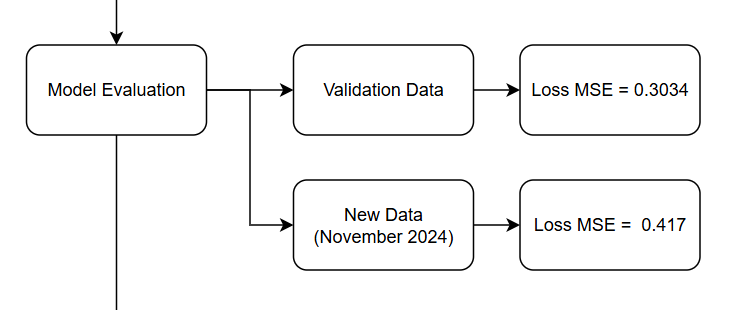 Model Evaluation
Validation Data
Loss MSE = 0.3034
New Data
(November 2024)
Loss MSE =  0.417